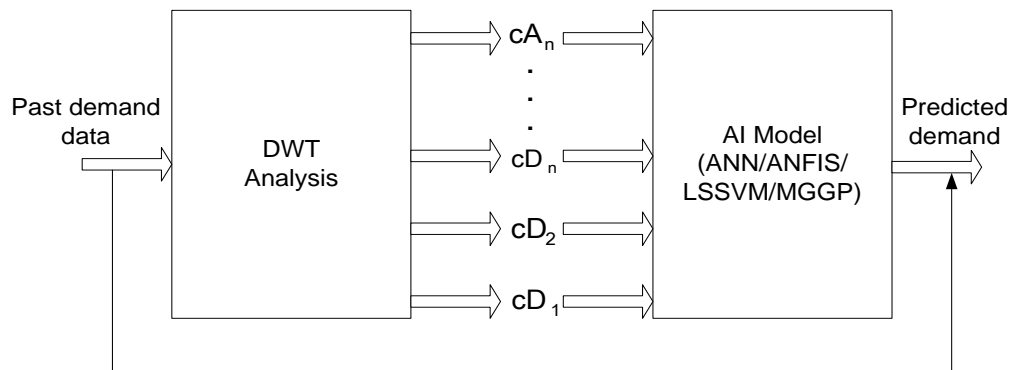 Past demand
data
DWT
Analysis
cAₙ
.
.
.
cDₙ
cD₂
cD₁
AI Model
(ANN/ANFIS/
LSSVM/MGGP)
Predicted
demand